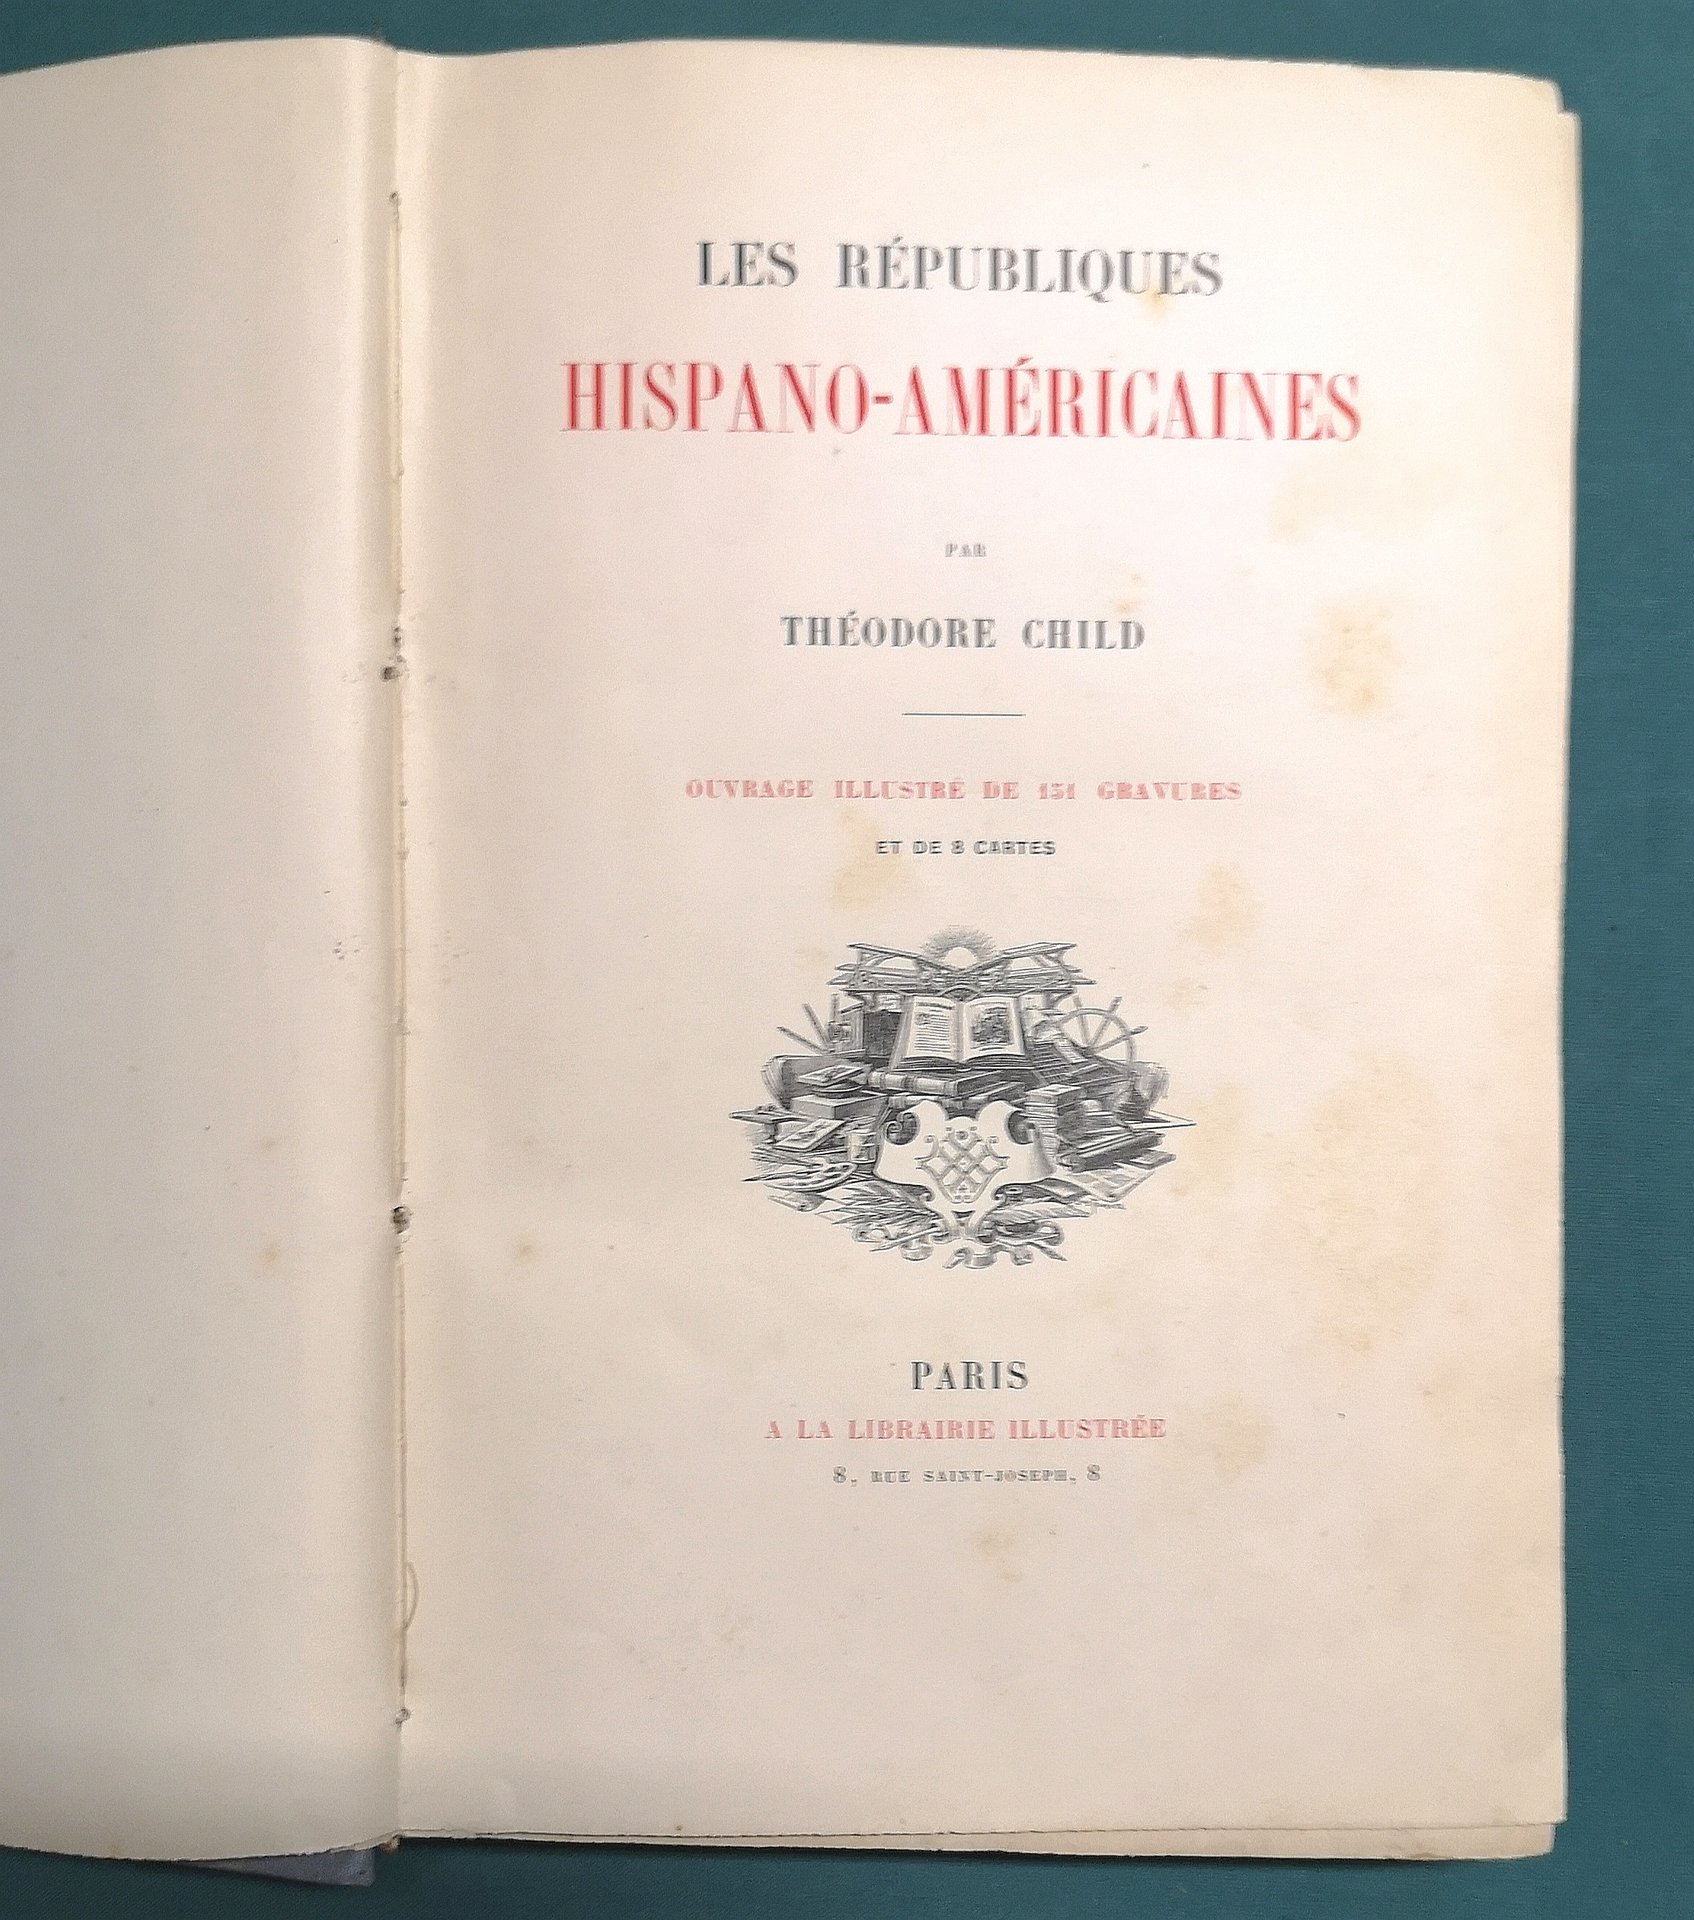 LES RÉPUBLIQUES
HISPANO-AMÉRICAINES
PAR
THÉODORE CHILD
OUVRAGE ILLUSTRÉ DE 151 GRAVURES
ET DE 8 CARTES
PARIS
A LA LIBRAIRIE ILLUSTRÉE
8, RUE SAINT-JOSEPH, 8